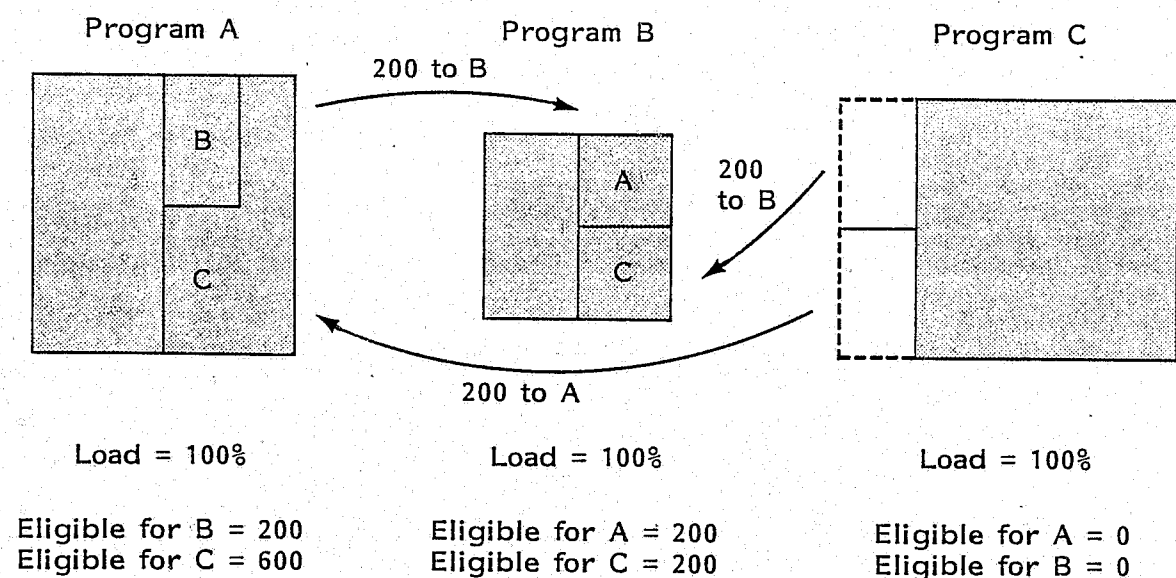 Program A
Program B
Program C
200 to B
B
C
A
C
200
to B
200 to A
Load = 100%
Load = 100%
Load = 100%
Eligible for B = 200
Eligible for C = 600
Eligible for A = 200
Eligible for C = 200
Eligible for A = 0
Eligible for B = 0